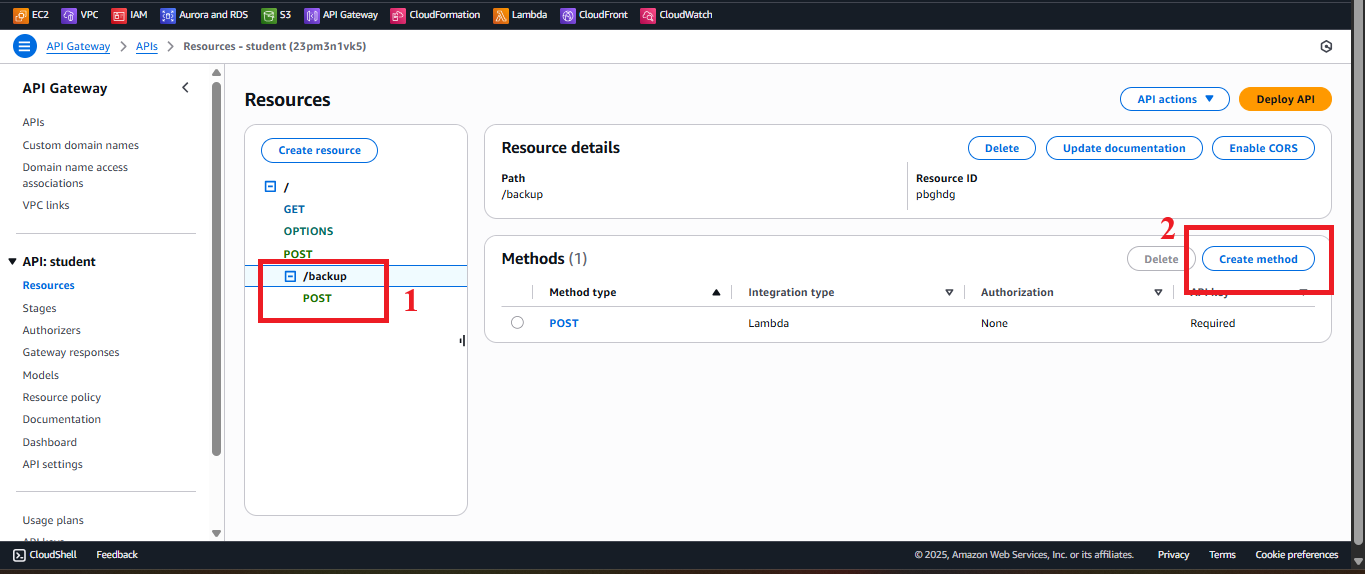 EC2 VPC IAM Aurora and RDS S3 API Gateway CloudFormation Lambda CloudFront CloudWatch
API Gateway > APIs > Resources - student (23pm3n1vk5)
API Gateway
APIs
Custom domain names
Domain name access
associations
VPC links
API: student
Resources
Stages
Authorizers
Gateway responses
Models
Resource policy
Documentation
Dashboard
API settings
Usage plans
API keys
Resources
API actions
Deploy API
Create resource
/
GET
OPTIONS
POST
/backup
POST
1
Resource details
Delete Update documentation Enable CORS
Path
/backup
Resource ID
pbghdg
2
Methods (1)
Delete Create method
Method type Integration type Authorization API key
POST Lambda None Required
CloudShell Feedback © 2025, Amazon Web Services, Inc. or its affiliates. Privacy Terms Cookie preferences